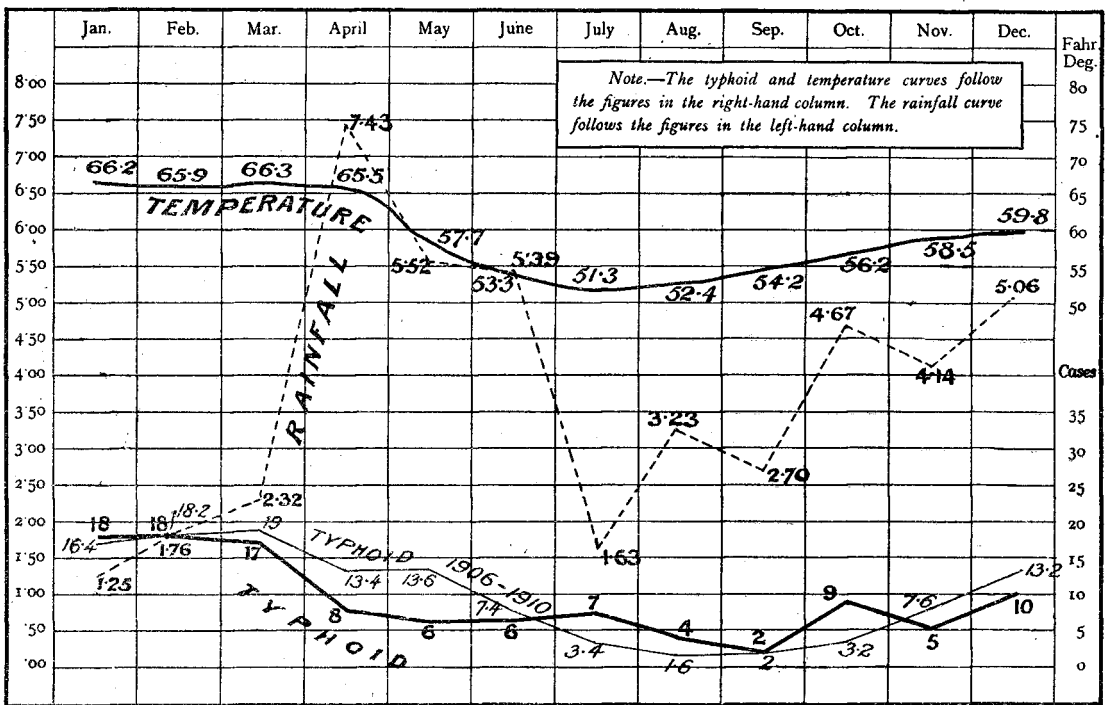 Jan. Feb. Mar. April May June July Aug. Sep. Oct. Nov. Dec.
Fahr.
Deg.
Note.—The typhoid and temperature curves follow
the figures in the right-hand column. The rainfall curve
follows the figures in the left-hand column.
8·00 80
7·50 7·43 75
7·00 70
66·2 65·9 66·3 65·5
6·50 65
TEMPERATURE
59·8
6·00 57·7 58·5 60
5·50 5·52 53·3 5·39 51·3 52·4 54·2 56·2 55
5·06
5·00 50
RAINFALL
4·50 4·67
4·00 4·14 Cases
3·50 3·23 35
3·00 30
2·70
2·50 2·32 25
18·2
2·00 18 18 19 20
16·4 1·76 17 TYPHOID 1906-1910
1·50 1·63 15
1·25 13·4 13·6 13·2
TYPHOID
1·00 8 7·4 7 9 7·6 10 10
·50 6 6 4 2 5 5
3·4 1·6 2 3·2
·00 0